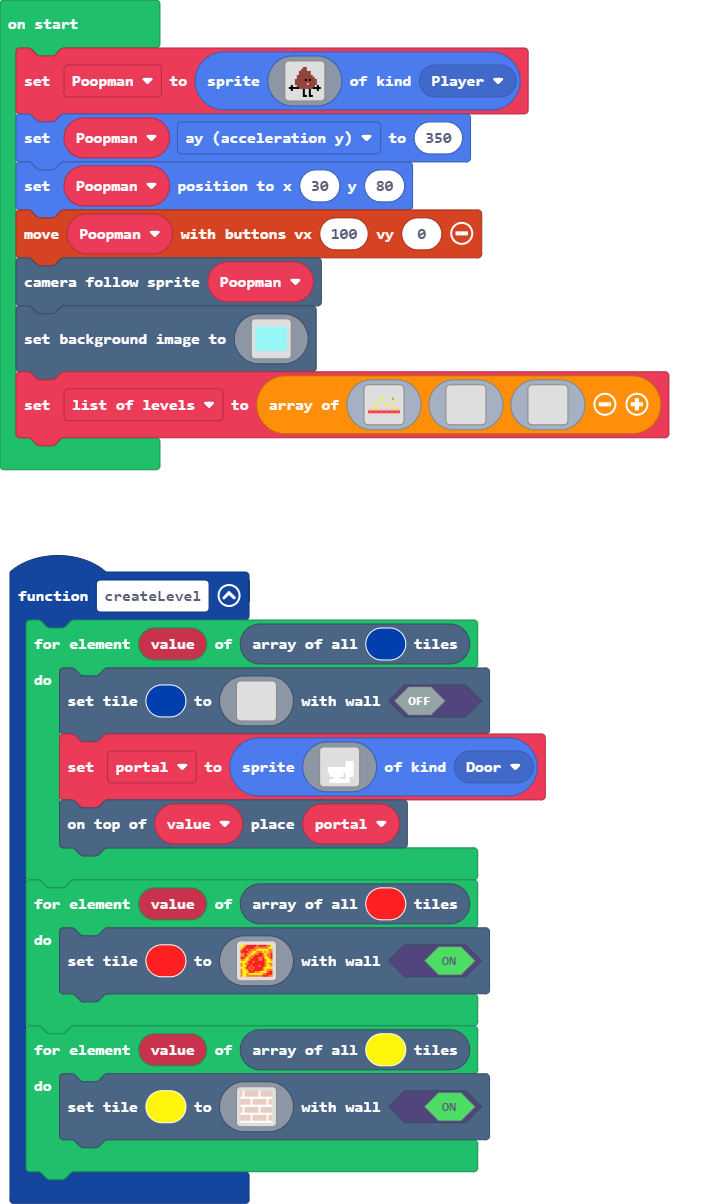 on start
set Poopman to sprite of kind Player
set Poopman ay (acceleration y) to 350
set Poopman position to x 30 y 80
move Poopman with buttons vx 100 vy 0
camera follow sprite Poopman
set background image to
set list of levels to array of
function createLevel
for element value of array of all tiles
do
set tile to with wall OFF
set portal to sprite of kind Door
on top of value place portal
for element value of array of all tiles
do
set tile to with wall ON
for element value of array of all tiles
do
set tile to with wall ON